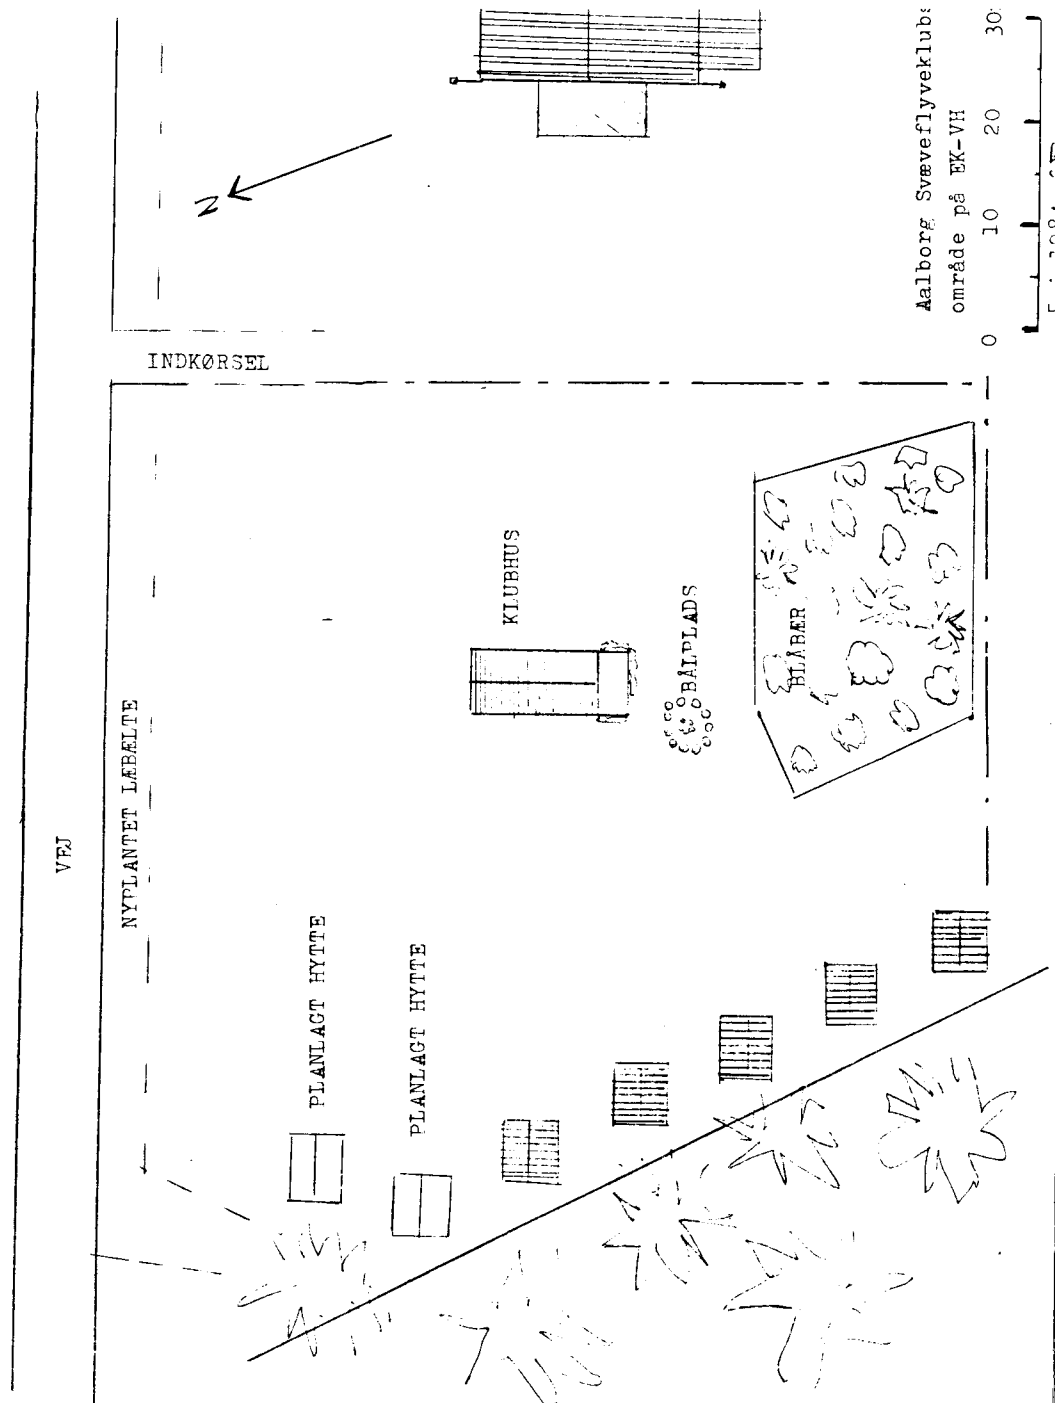 VEJ
NYPLANTET LÆBÆLTE
INDKØRSEL
N
PLANLAGT HYTTE
PLANLAGT HYTTE
KLUBHUS
BÅLPLADS
BLÅBÆR
Aalborg Svæveflyveklubs
område på EK-VH
0 10 20 30